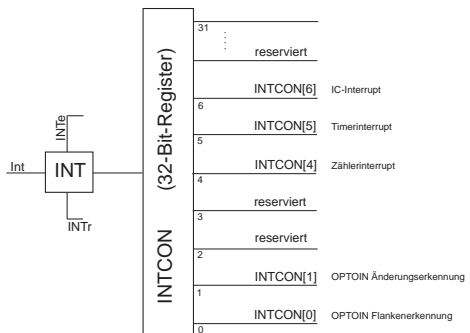 31
reserviert
INTCON[6] IC-Interrupt
6
INTCON[5] Timerinterrupt
5
INTCON[4] Zählerinterrupt
4
reserviert
3
reserviert
2
INTCON[1] OPTOIN Änderungserkennung
1
INTCON[0] OPTOIN Flankenerkennung
0
INTCON (32-Bit-Register)
Int
INTe
INT
INTr